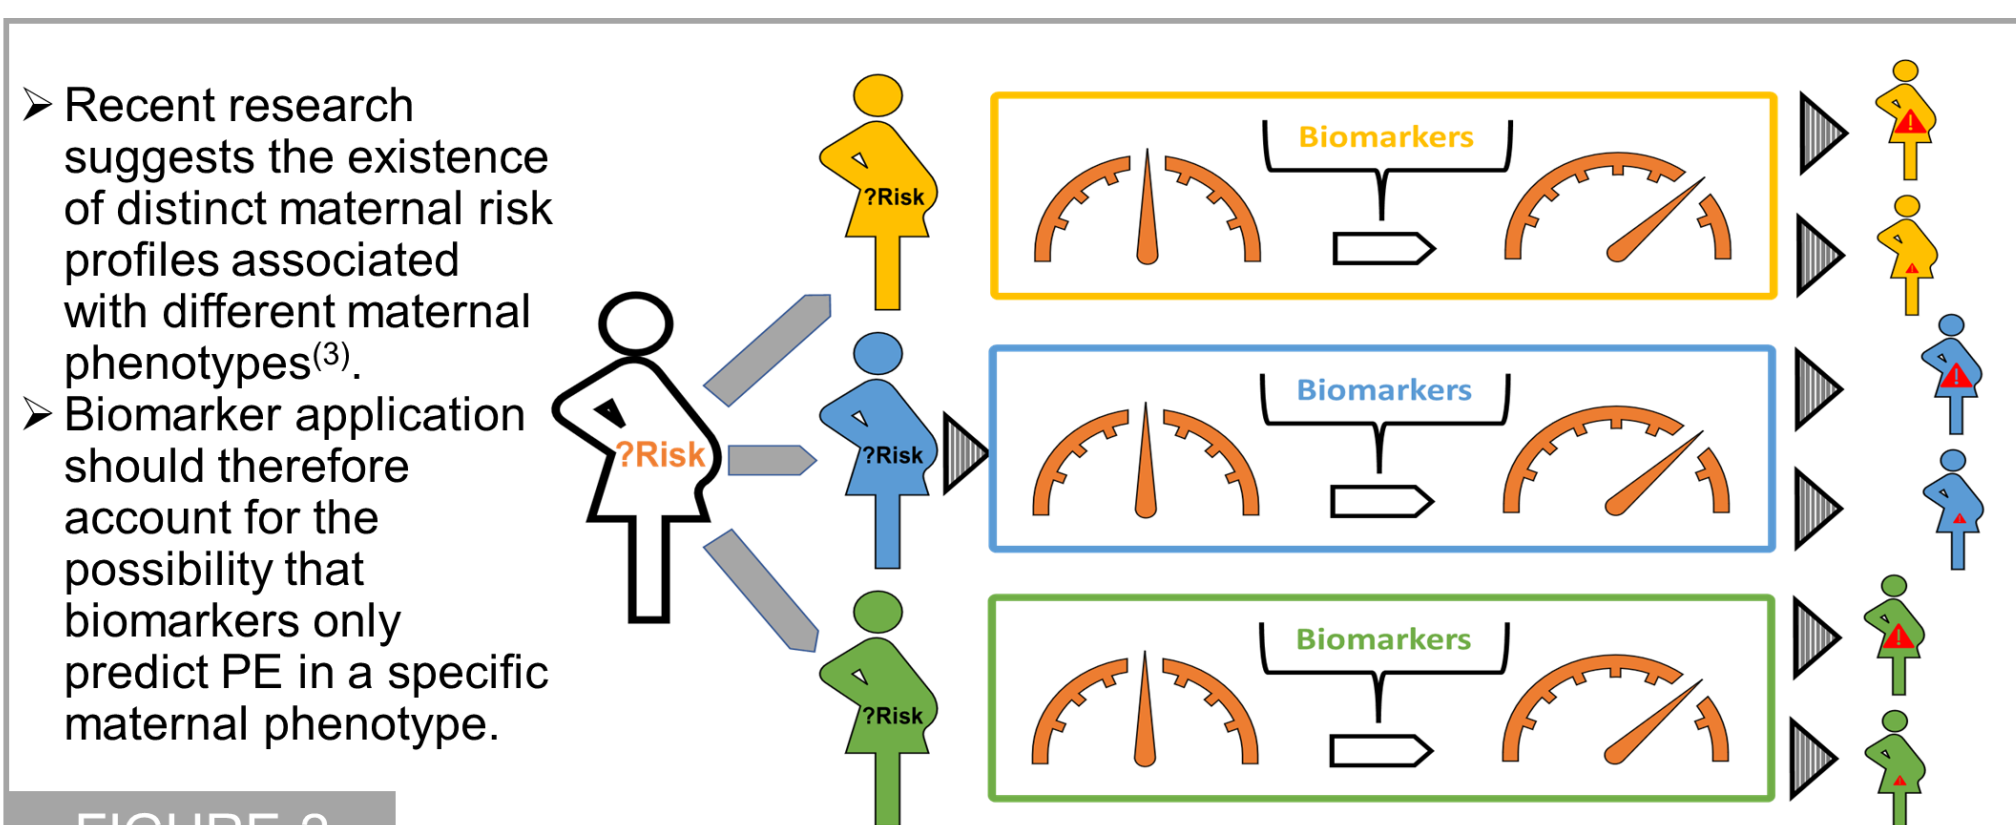 ➢ Recent research
suggests the existence
of distinct maternal risk
profiles associated
with different maternal
phenotypes(3).
➢ Biomarker application
should therefore
account for the
possibility that
biomarkers only
predict PE in a specific
maternal phenotype.
?Risk
?Risk
?Risk
?Risk
Biomarkers
Biomarkers
Biomarkers
!
!
!
!
!
!